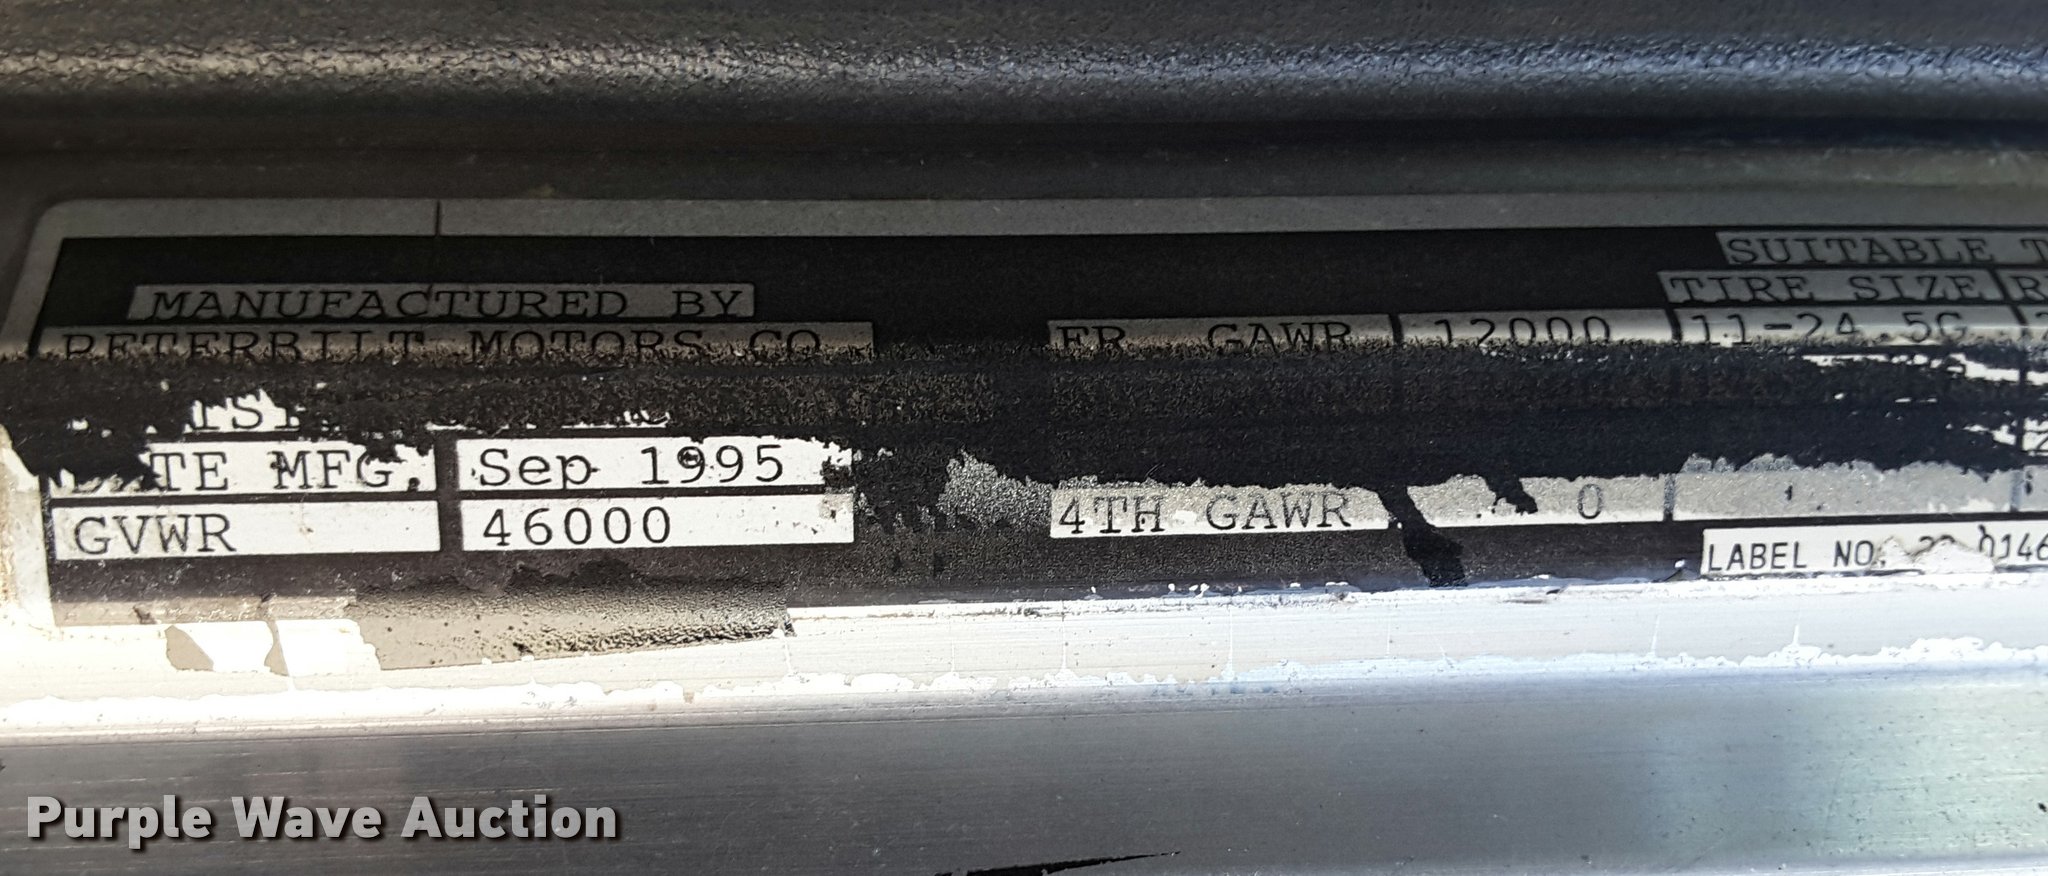 SUITABLE
MANUFACTURED BY
TIRE SIZE
PETERBILT MOTORS CO
FR. GAWR 12000 11-24.5G
DATE MFG. Sep 1995
GVWR 46000
4TH GAWR 0
LABEL NO.
Purple Wave Auction